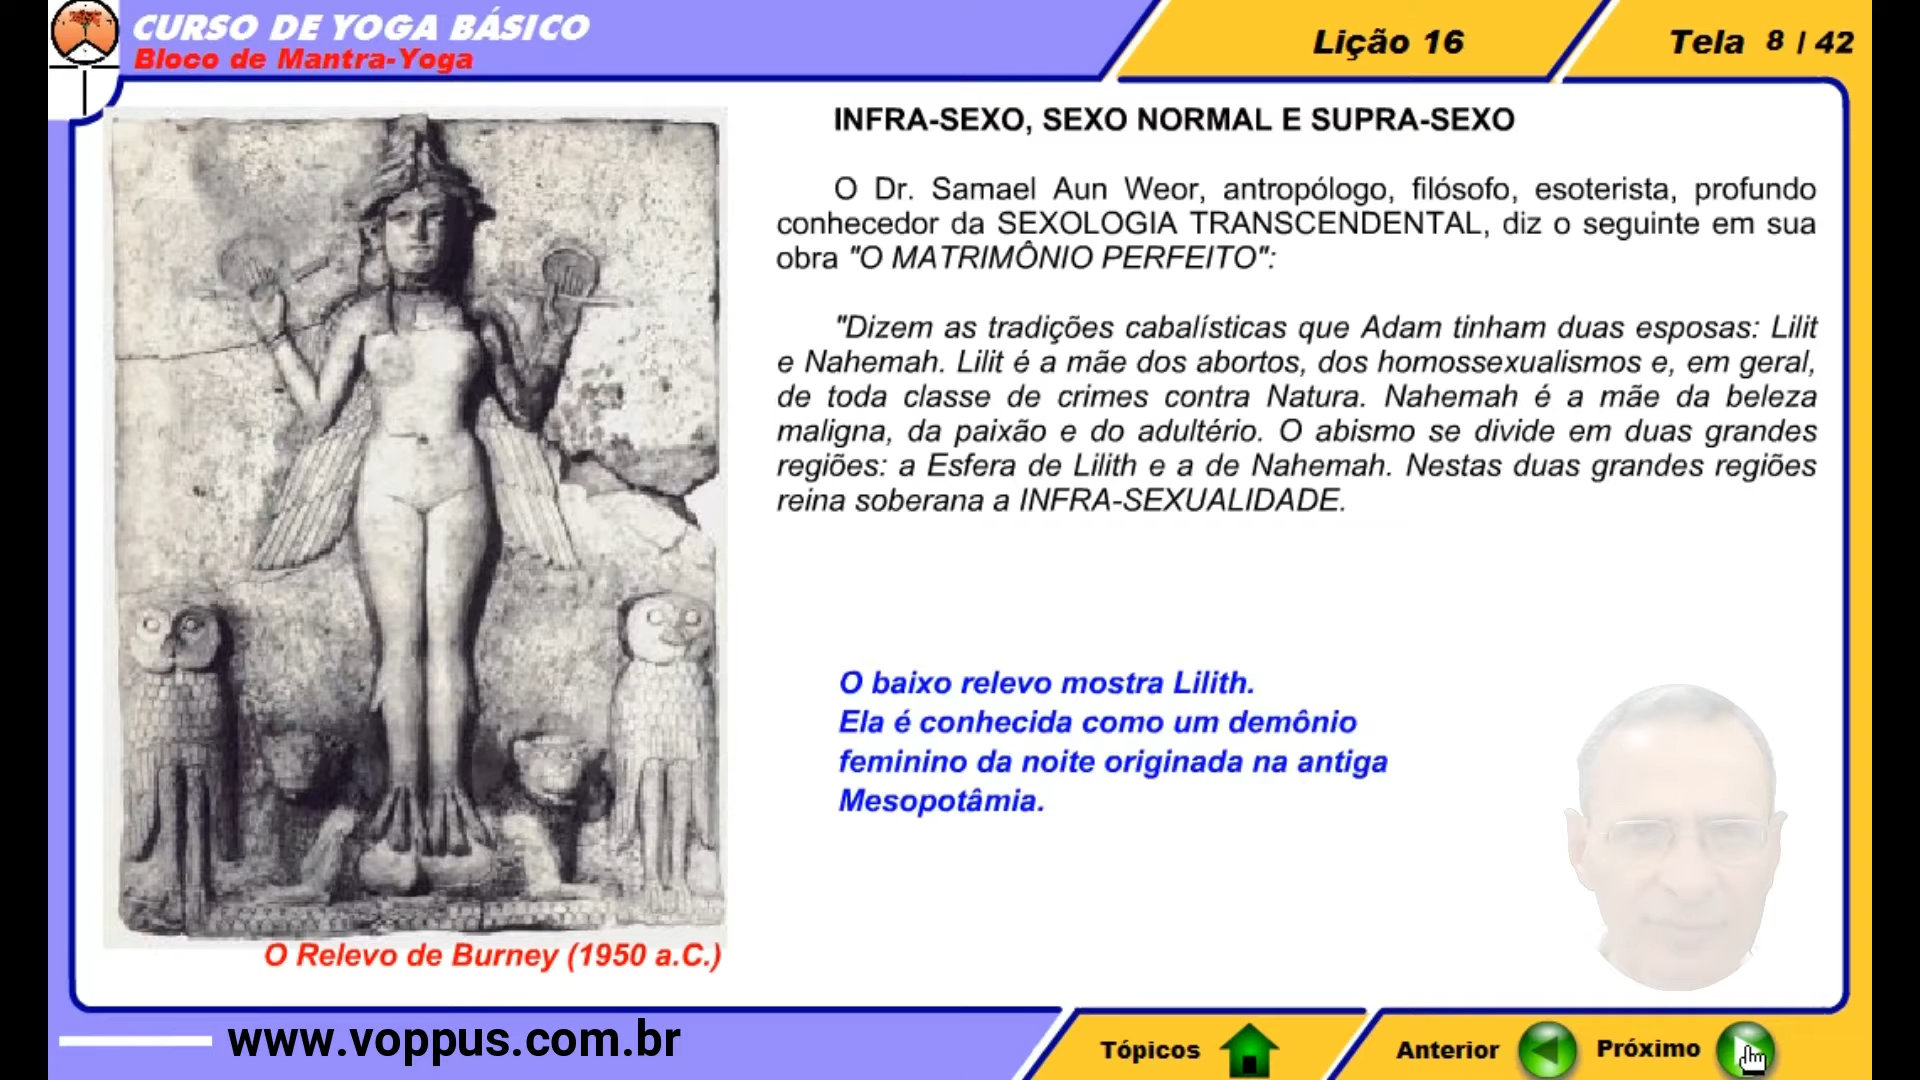 CURSO DE YOGA BÁSICO
Bloco de Mantra-Yoga
Lição 16
Tela 8 / 42
INFRA-SEXO, SEXO NORMAL E SUPRA-SEXO
O Dr. Samael Aun Weor, antropólogo, filósofo, esoterista, profundo
conhecedor da SEXOLOGIA TRANSCENDENTAL, diz o seguinte em sua
obra "O MATRIMÔNIO PERFEITO":
"Dizem as tradições cabalísticas que Adam tinham duas esposas: Lilit
e Nahemah. Lilit é a mãe dos abortos, dos homossexualismos e, em geral,
de toda classe de crimes contra Natura. Nahemah é a mãe da beleza
maligna, da paixão e do adultério. O abismo se divide em duas grandes
regiões: a Esfera de Lilith e a de Nahemah. Nestas duas grandes regiões
reina soberana a INFRA-SEXUALIDADE.
O baixo relevo mostra Lilith.
Ela é conhecida como um demônio
feminino da noite originada na antiga
Mesopotâmia.
O Relevo de Burney (1950 a.C.)
www.voppus.com.br
Tópicos
Anterior
Próximo